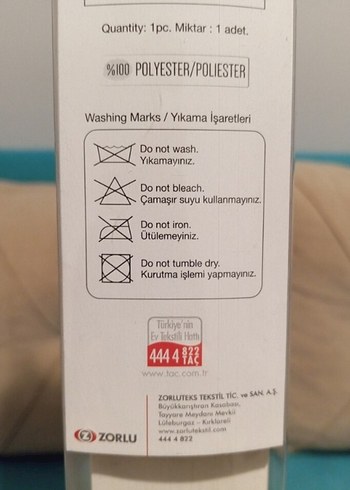 Quantity: 1pc. Miktar : 1 adet.
%100 POLYESTER/POLIESTER
Washing Marks / Yıkama İşaretleri
Do not wash.
Yıkamayınız.
Do not bleach.
Çamaşır suyu kullanmayınız.
Do not iron.
Ütülemeyiniz.
Do not tumble dry.
Kurutma işlemi yapmayınız.
Türkiye'nin
Ev Tekstili Hattı
444 4 822 TAÇ
www.tac.com.tr
ZORLUTEKS TEKSTİL TİC. ve SAN. A.Ş.
Büyükkarıştıran Kasabası,
Tayyare Meydanı Mevkii
Lüleburgaz - Kırklareli
www.zorlutekstil.com
444 4 822
ZORLU